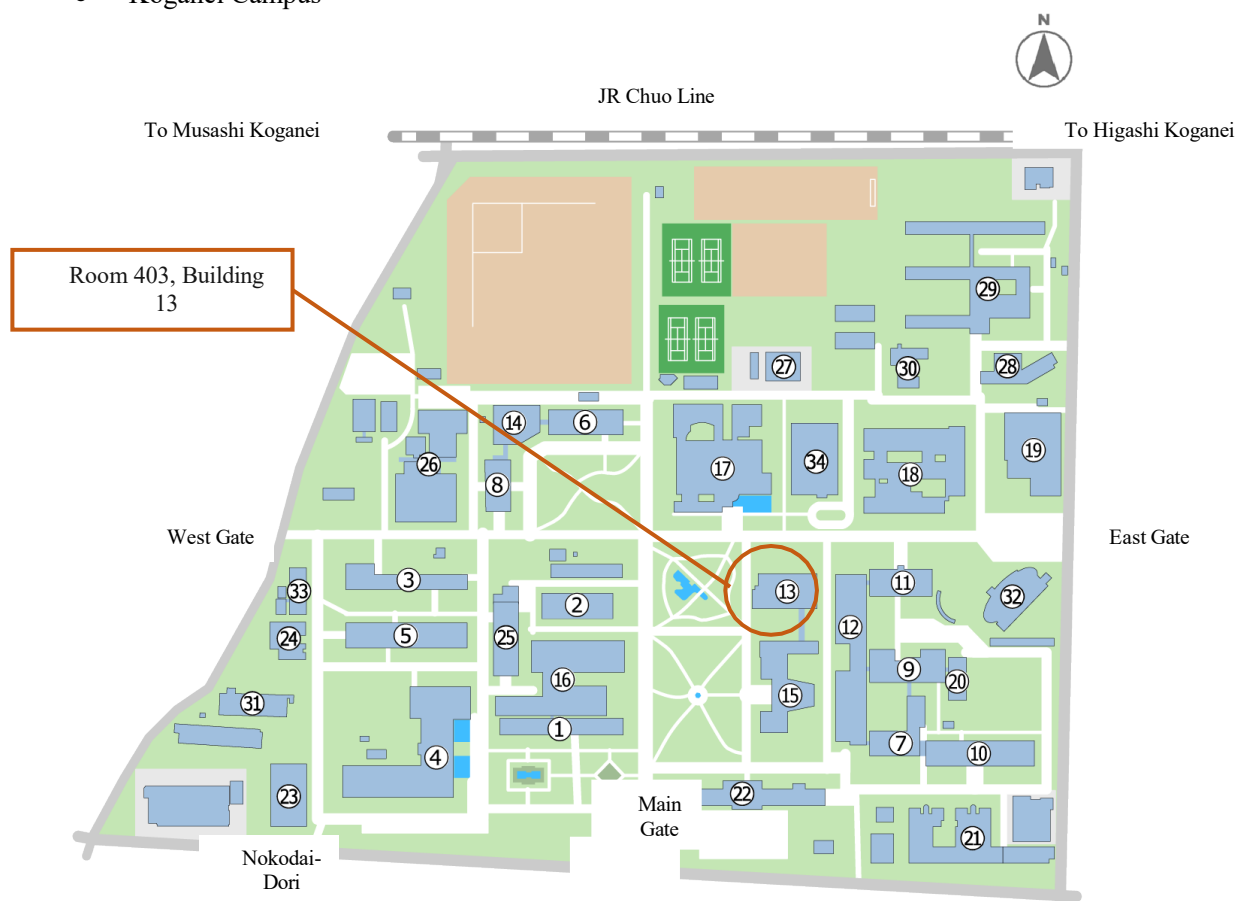 Koganei Campus
N
JR Chuo Line
To Musashi Koganei
To Higashi Koganei
Room 403, Building
13
29
27
30
28
14
6
26
8
17
34
18
19
West Gate
East Gate
33
3
2
13
11
32
24
5
25
12
9
20
16
31
15
1
4
7
10
23
22
Main
Gate
21
Nokodai-
Dori